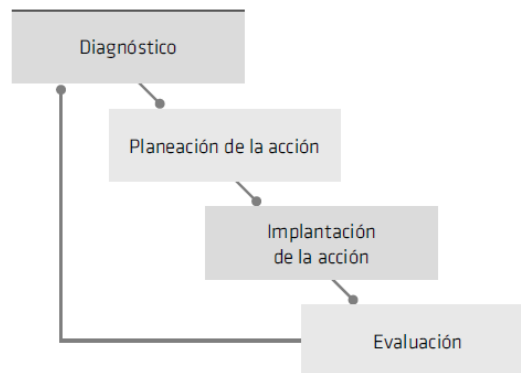 Diagnóstico
Planeación de la acción
Implantación
de la acción
Evaluación